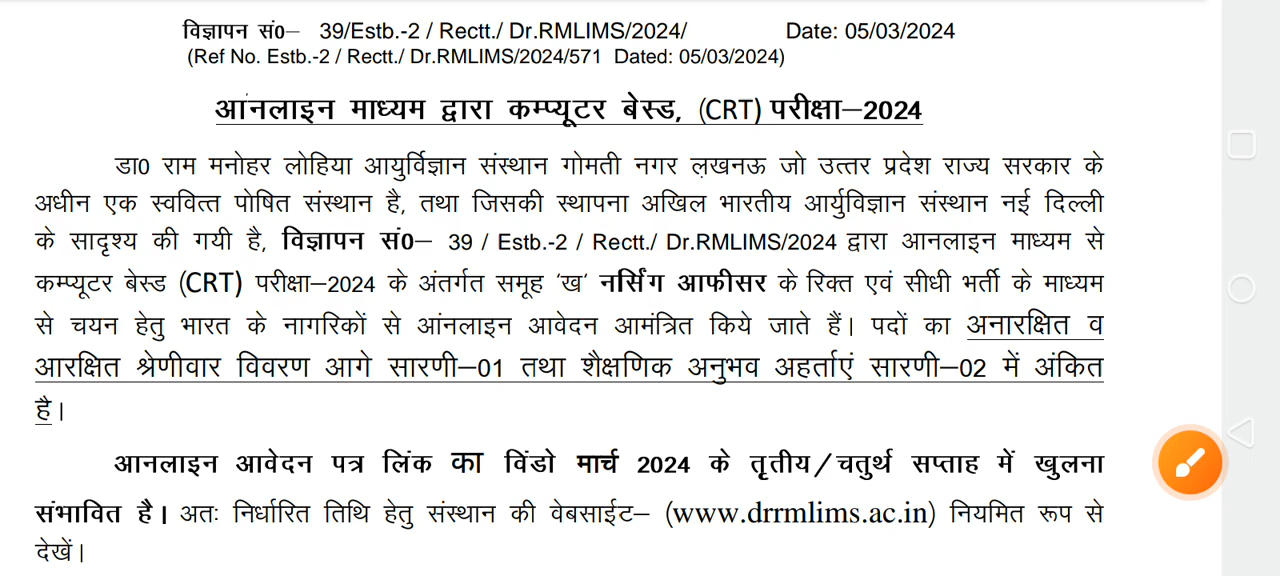 विज्ञापन सं0– 39/Estb.-2 / Rectt./ Dr.RMLIMS/2024/ Date: 05/03/2024
(Ref No. Estb.-2 / Rectt./ Dr.RMLIMS/2024/571 Dated: 05/03/2024)
आंनलाइन माध्यम द्वारा कम्प्यूटर बेस्ड, (CRT) परीक्षा–2024
डा0 राम मनोहर लोहिया आयुर्विज्ञान संस्थान गोमती नगर लखनऊ जो उत्तर प्रदेश राज्य सरकार के
अधीन एक स्ववित्त पोषित संस्थान है, तथा जिसकी स्थापना अखिल भारतीय आर्युविज्ञान संस्थान नई दिल्ली
के सादृश्य की गयी है, विज्ञापन सं0– 39 / Estb.-2 / Rectt./ Dr.RMLIMS/2024 द्वारा आनलाइन माध्यम से
कम्प्यूटर बेस्ड (CRT) परीक्षा–2024 के अंतर्गत समूह 'ख' नर्सिंग आफीसर के रिक्त एवं सीधी भर्ती के माध्यम
से चयन हेतु भारत के नागरिकों से आंनलाइन आवेदन आमंत्रित किये जाते हैं। पदों का अनारक्षित व
आरक्षित श्रेणीवार विवरण आगे सारणी–01 तथा शैक्षणिक अनुभव अहर्ताएं सारणी–02 में अंकित
है।
आनलाइन आवेदन पत्र लिंक का विंडो मार्च 2024 के तृतीय/चतुर्थ सप्ताह में खुलना
संभावित है। अतः निर्धारित तिथि हेतु संस्थान की वेबसाईट– (www.drrmlims.ac.in) नियमित रूप से
देखें।